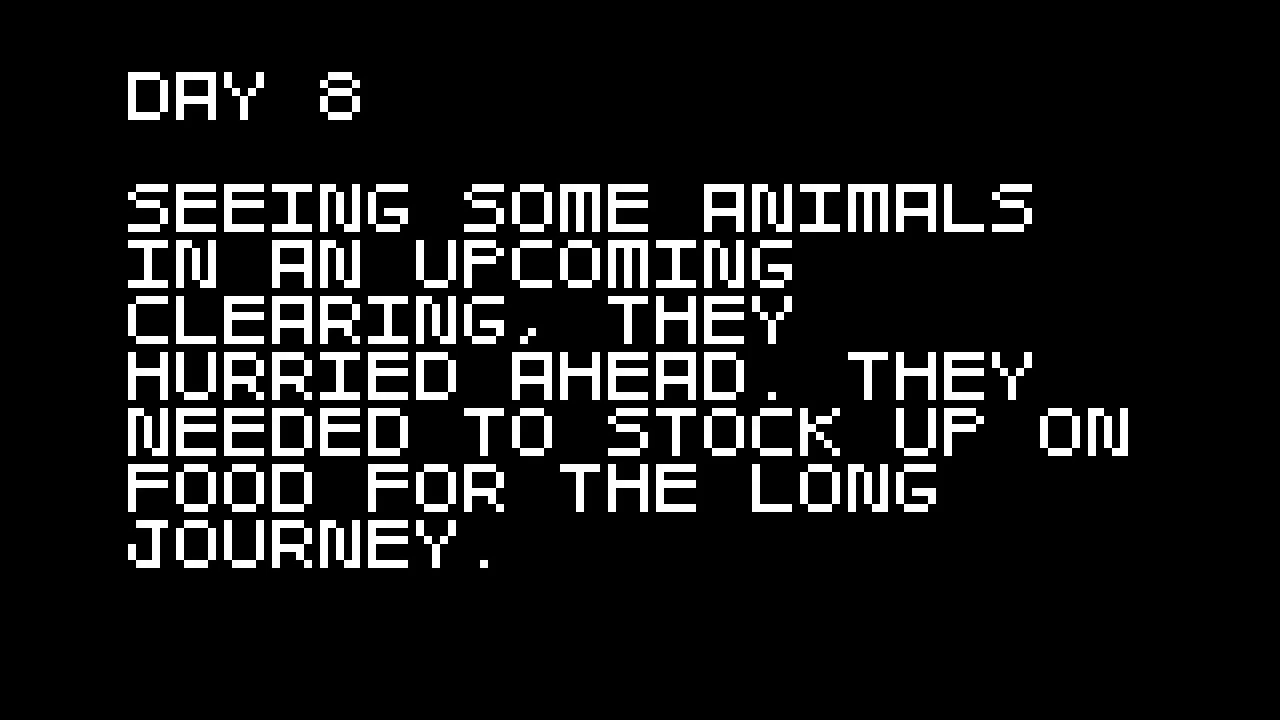 DAY 8
SEEING SOME ANIMALS
IN AN UPCOMING
CLEARING, THEY
HURRIED AHEAD. THEY
NEEDED TO STOCK UP ON
FOOD FOR THE LONG
JOURNEY.